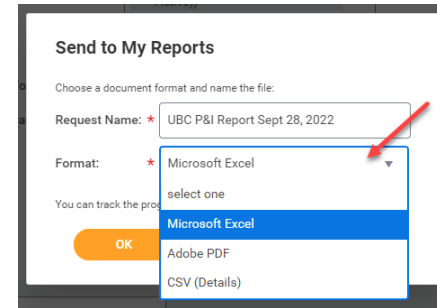 Send to My Reports
Choose a document format and name the file:
Request Name: * UBC P&I Report Sept 28, 2022
Format: * Microsoft Excel
select one
You can track the prog
Microsoft Excel
OK
Adobe PDF
CSV (Details)